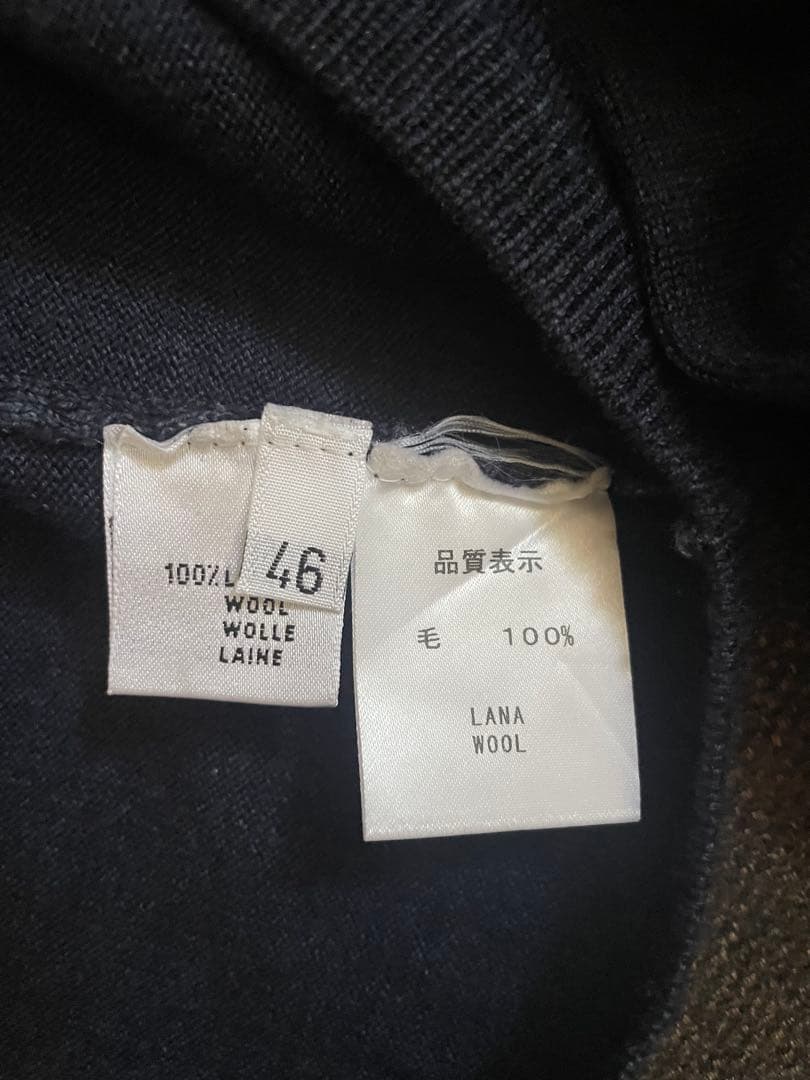 100%
WOOL
WOLLE
LAINE
46
品質表示
毛 100%
LANA
WOOL